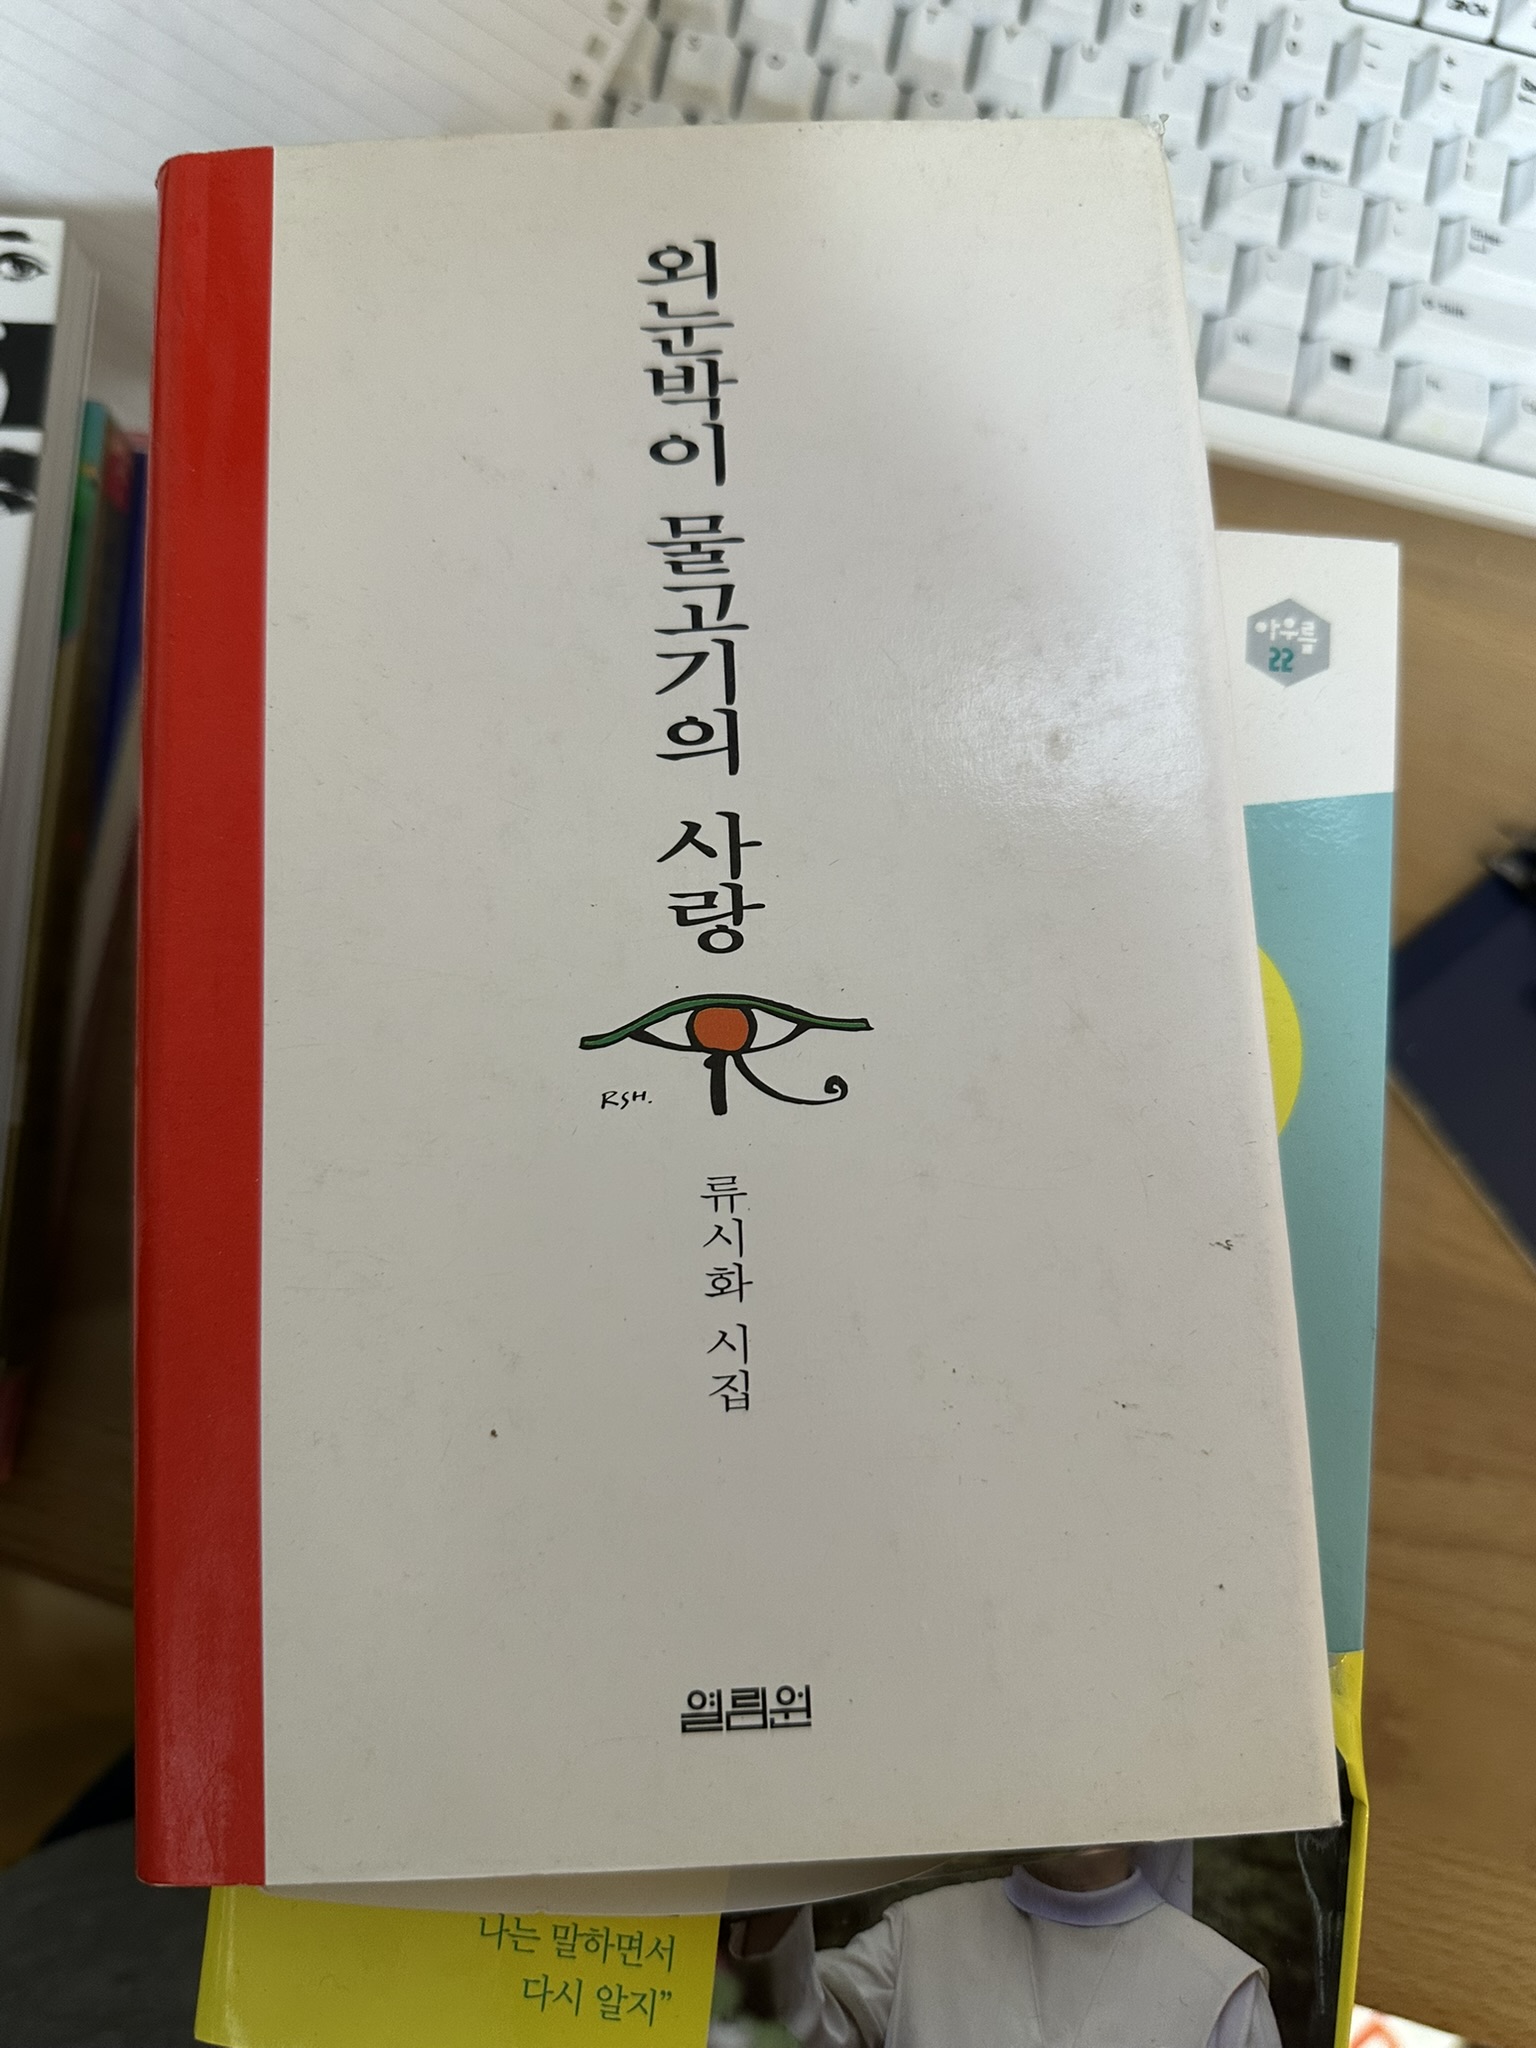 외눈박이 물고기의 사랑
RSH.
류시화 시집
열림원
아우름
22
나는 말하면서
다시 알지”